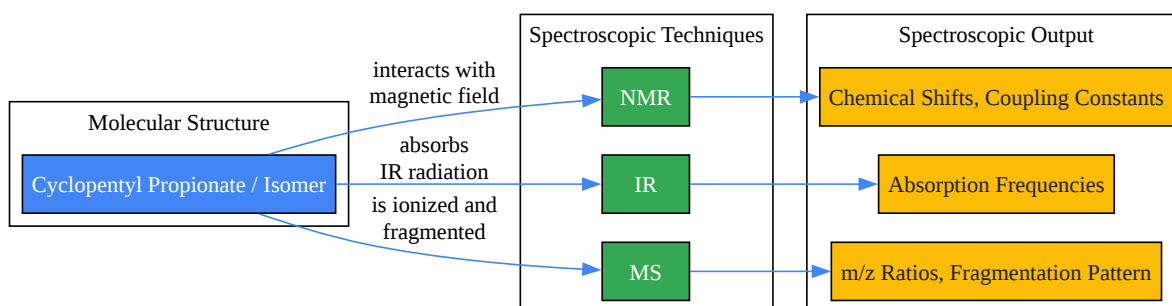 Molecular Structure
Cyclopentyl Propionate / Isomer
interacts with
magnetic field
absorbs
IR radiation
is ionized and
fragmented
Spectroscopic Techniques
NMR
IR
MS
Spectroscopic Output
Chemical Shifts, Coupling Constants
Absorption Frequencies
m/z Ratios, Fragmentation Pattern